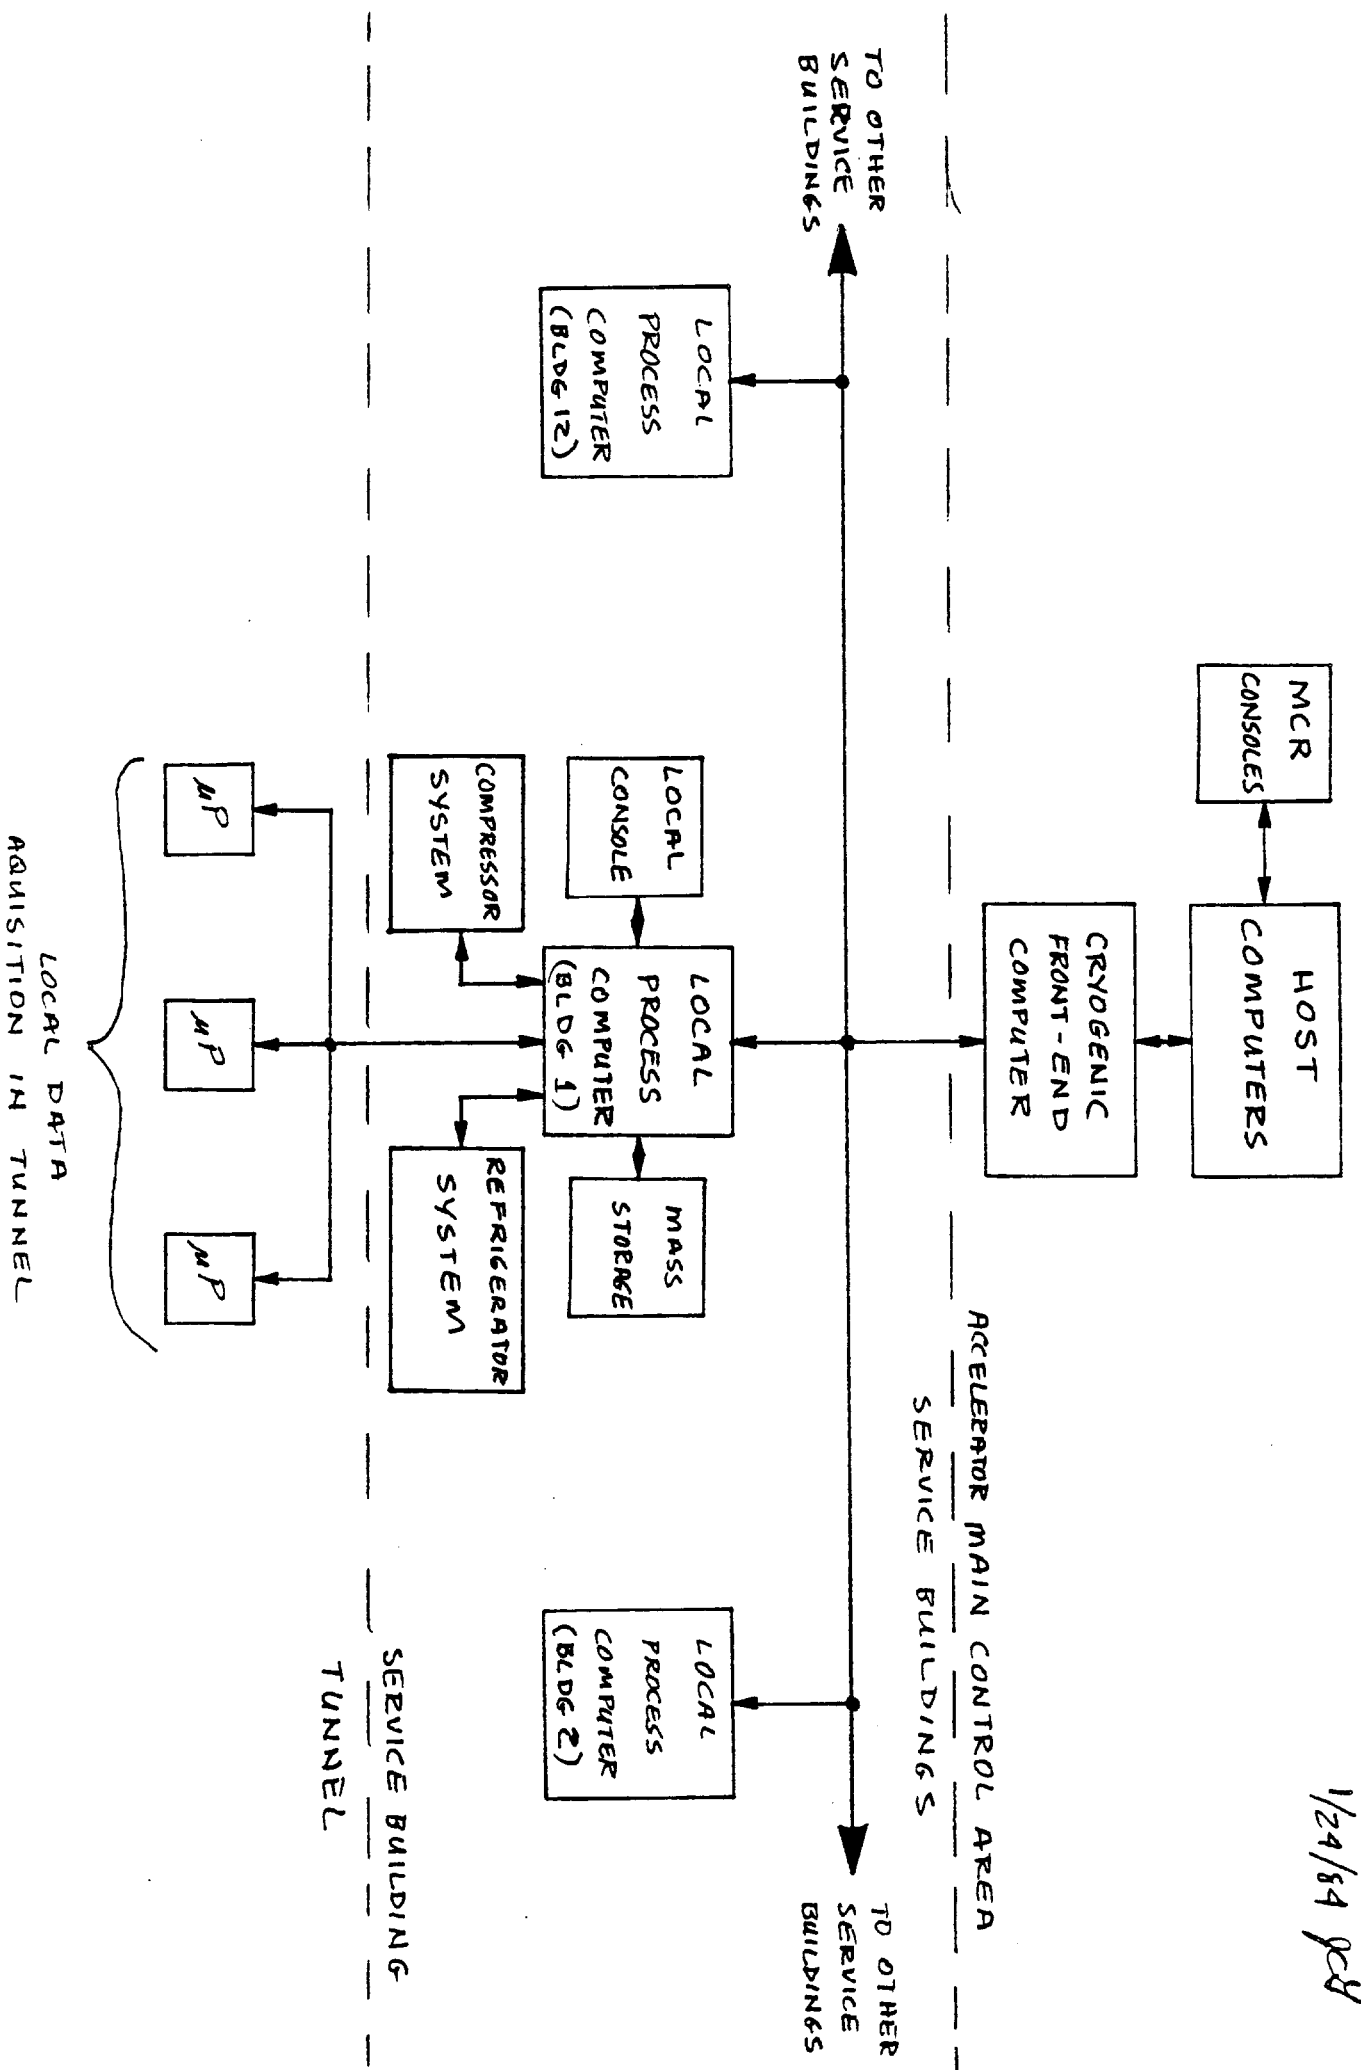 1/24/84
MCR
CONSOLES
HOST
COMPUTERS
CRYOGENIC
FRONT-END
COMPUTER
ACCELERATOR MAIN CONTROL AREA
SERVICE BUILDINGS
TO OTHER
SERVICE
BUILDINGS
TO OTHER
SERVICE
BUILDINGS
LOCAL
PROCESS
COMPUTER
(BLDG 12)
LOCAL
CONSOLE
LOCAL
PROCESS
COMPUTER
(BLDG 1)
MASS
STORAGE
LOCAL
PROCESS
COMPUTER
(BLDG 2)
COMPRESSOR
SYSTEM
REFRIGERATOR
SYSTEM
SERVICE BUILDING
TUNNEL
μP
μP
μP
LOCAL DATA
AQUISITION IN TUNNEL